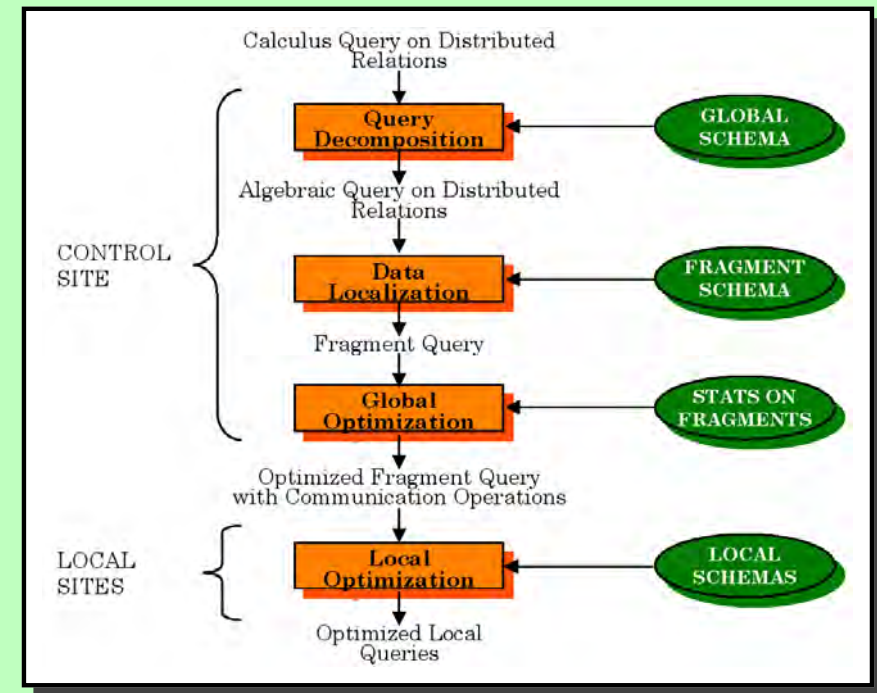 Calculus Query on Distributed
Relations
Query
Decomposition
GLOBAL
SCHEMA
Algebraic Query on Distributed
Relations
CONTROL
SITE
Data
Localization
FRAGMENT
SCHEMA
Fragment Query
Global
Optimization
STATS ON
FRAGMENTS
Optimized Fragment Query
with Communication Operations
LOCAL
SITES
Local
Optimization
LOCAL
SCHEMAS
Optimized Local
Queries